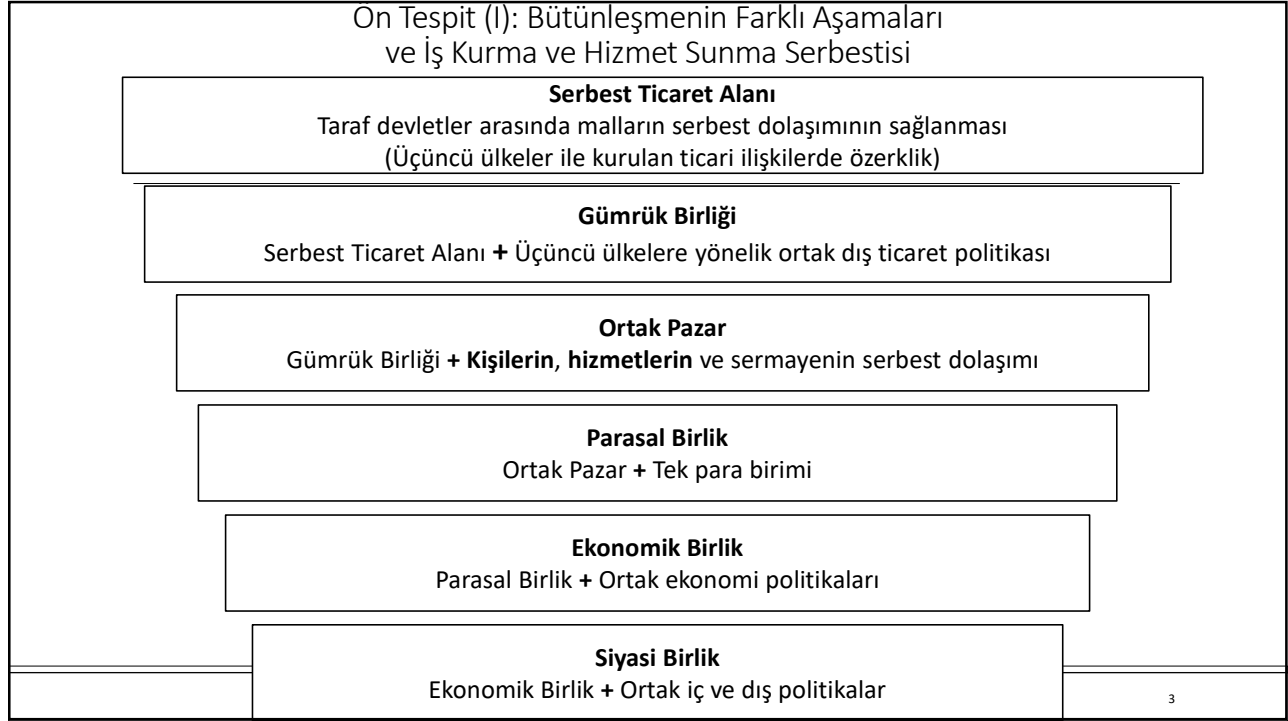 Ön Tespit (I): Bütünleşmenin Farklı Aşamaları
ve İş Kurma ve Hizmet Sunma Serbestisi
Serbest Ticaret Alanı
Taraf devletler arasında malların serbest dolaşımının sağlanması
(Üçüncü ülkeler ile kurulan ticari ilişkilerde özerklik)
Gümrük Birliği
Serbest Ticaret Alanı + Üçüncü ülkelere yönelik ortak dış ticaret politikası
Ortak Pazar
Gümrük Birliği + Kişilerin, hizmetlerin ve sermayenin serbest dolaşımı
Parasal Birlik
Ortak Pazar + Tek para birimi
Ekonomik Birlik
Parasal Birlik + Ortak ekonomi politikaları
Siyasi Birlik
Ekonomik Birlik + Ortak iç ve dış politikalar
3